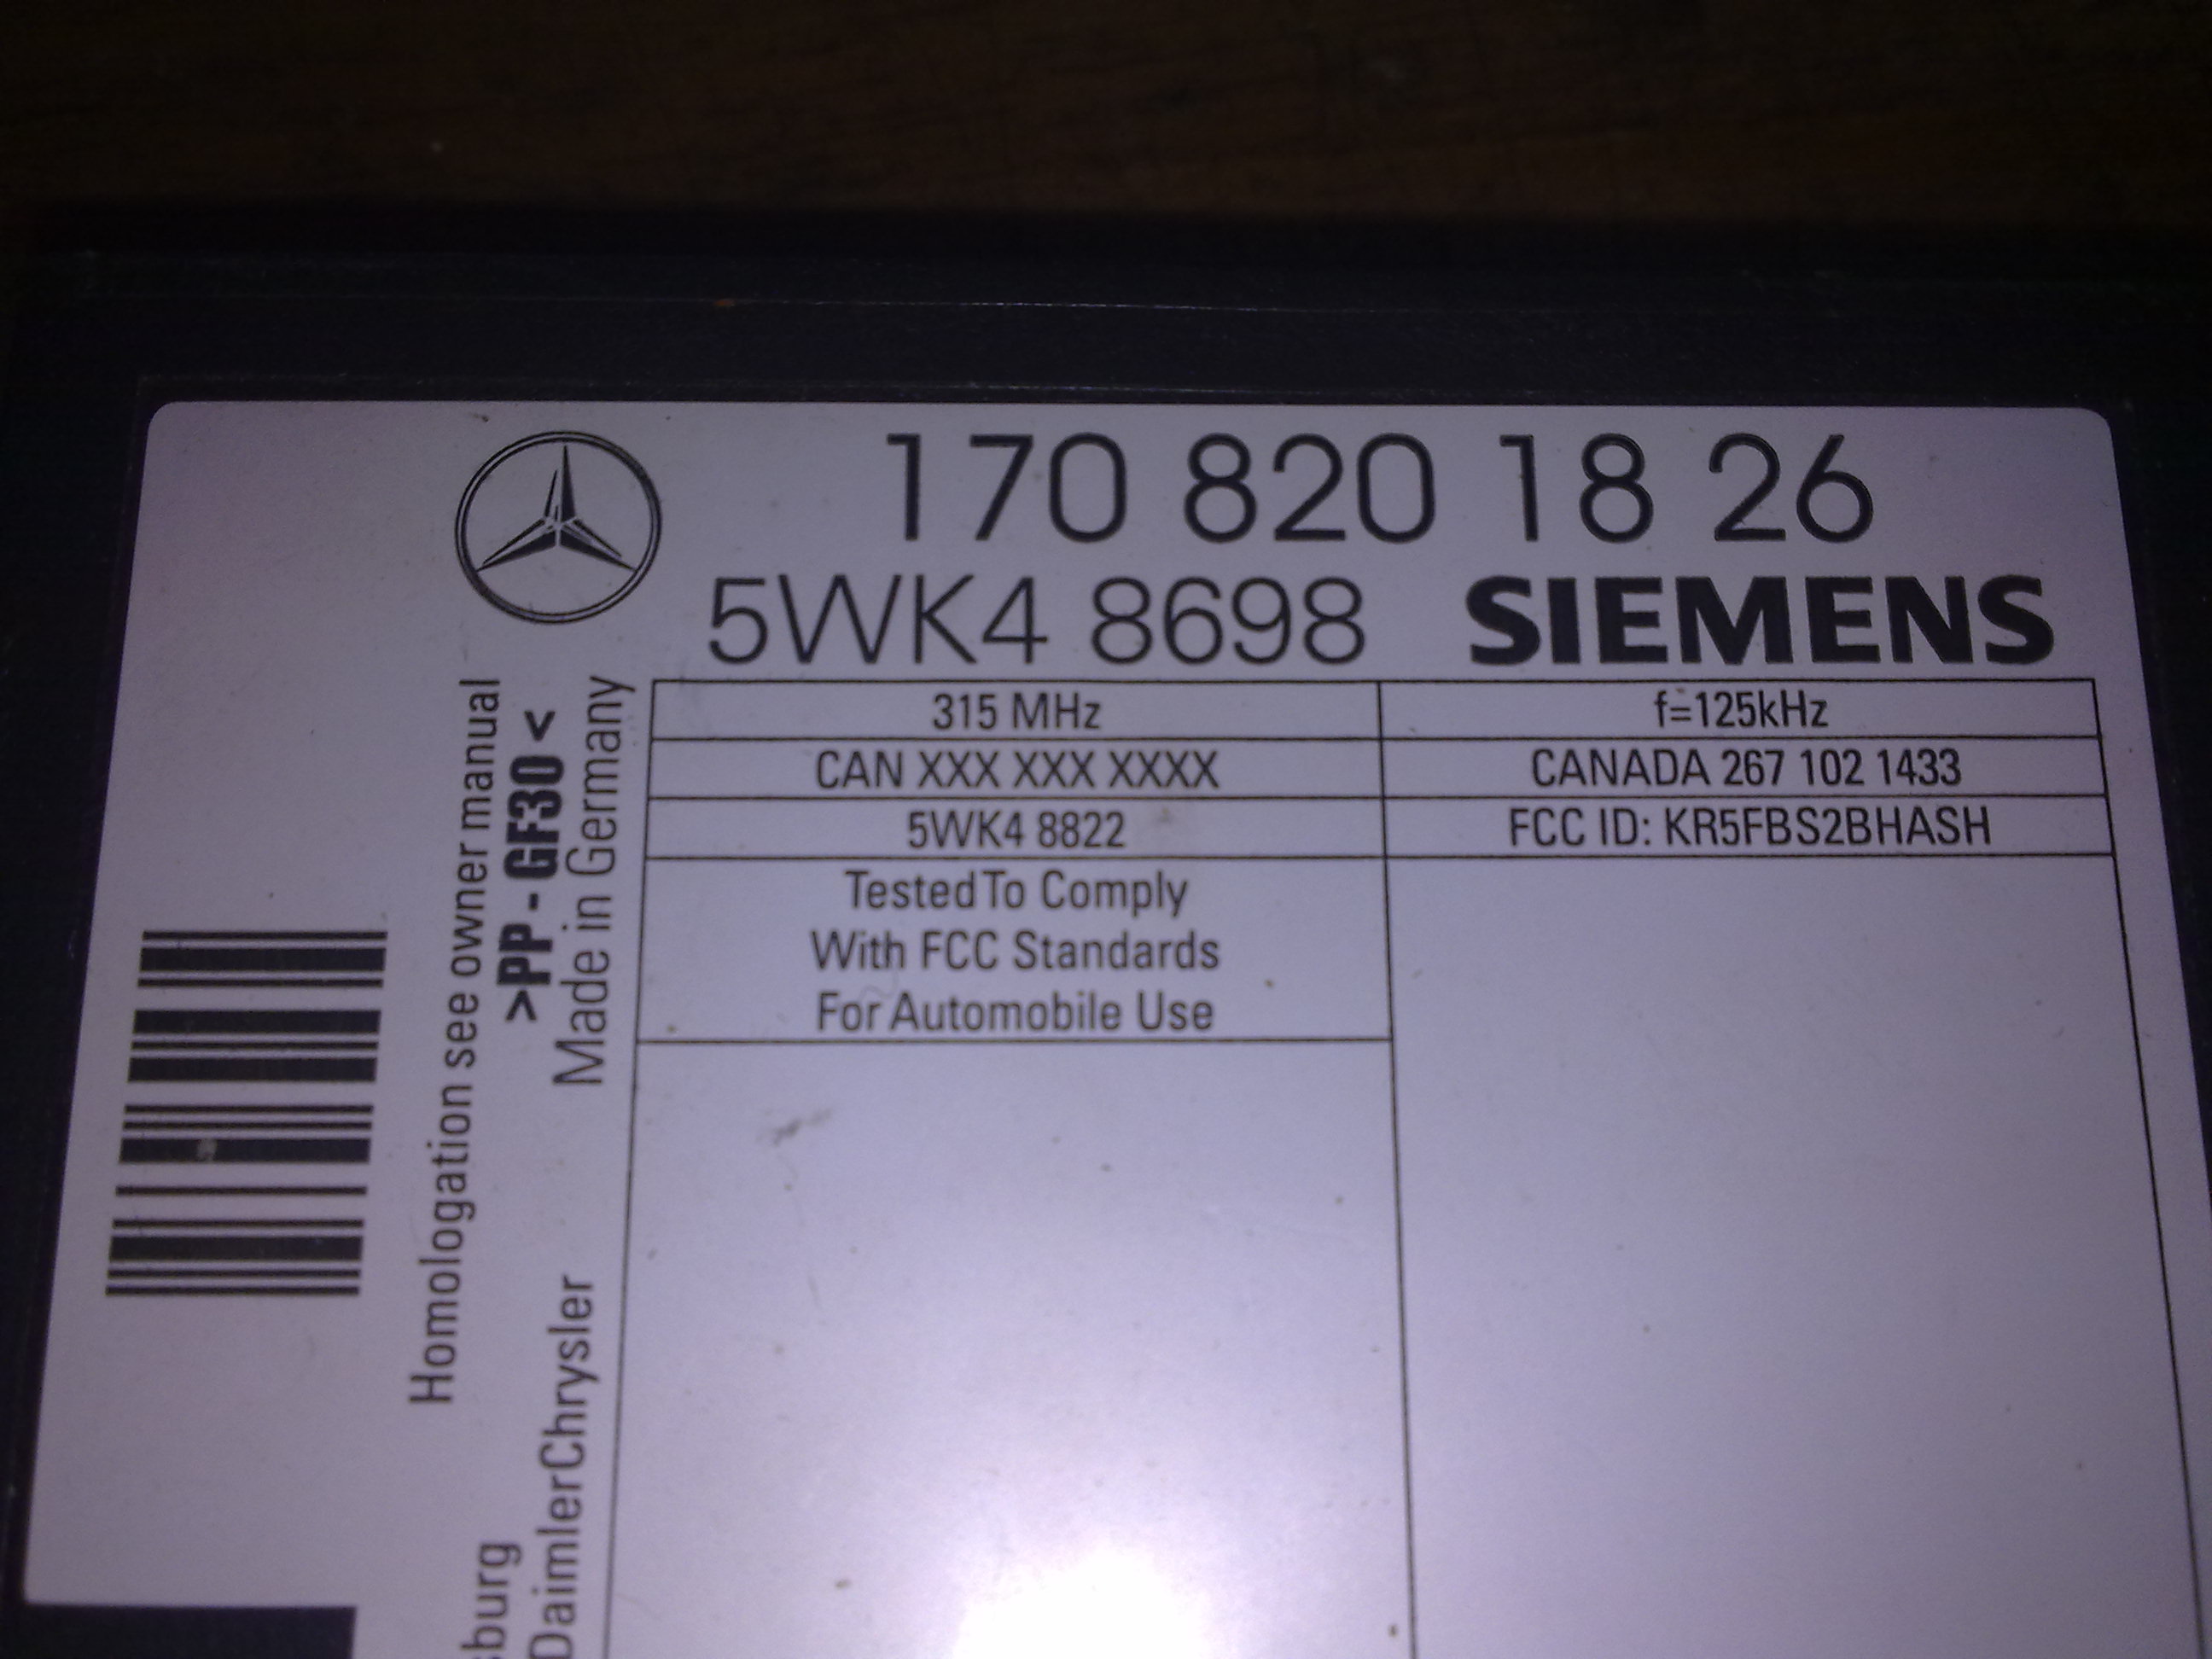 170 820 18 26
5WK4 8698 SIEMENS
315 MHz f=125kHz
CAN XXX XXX XXXX CANADA 267 102 1433
5WK4 8822 FCC ID: KR5FBS2BHASH
Tested To Comply
With FCC Standards
For Automobile Use
Homologation see owner manual
>PP-GF30<
Made in Germany
DaimlerChrysler